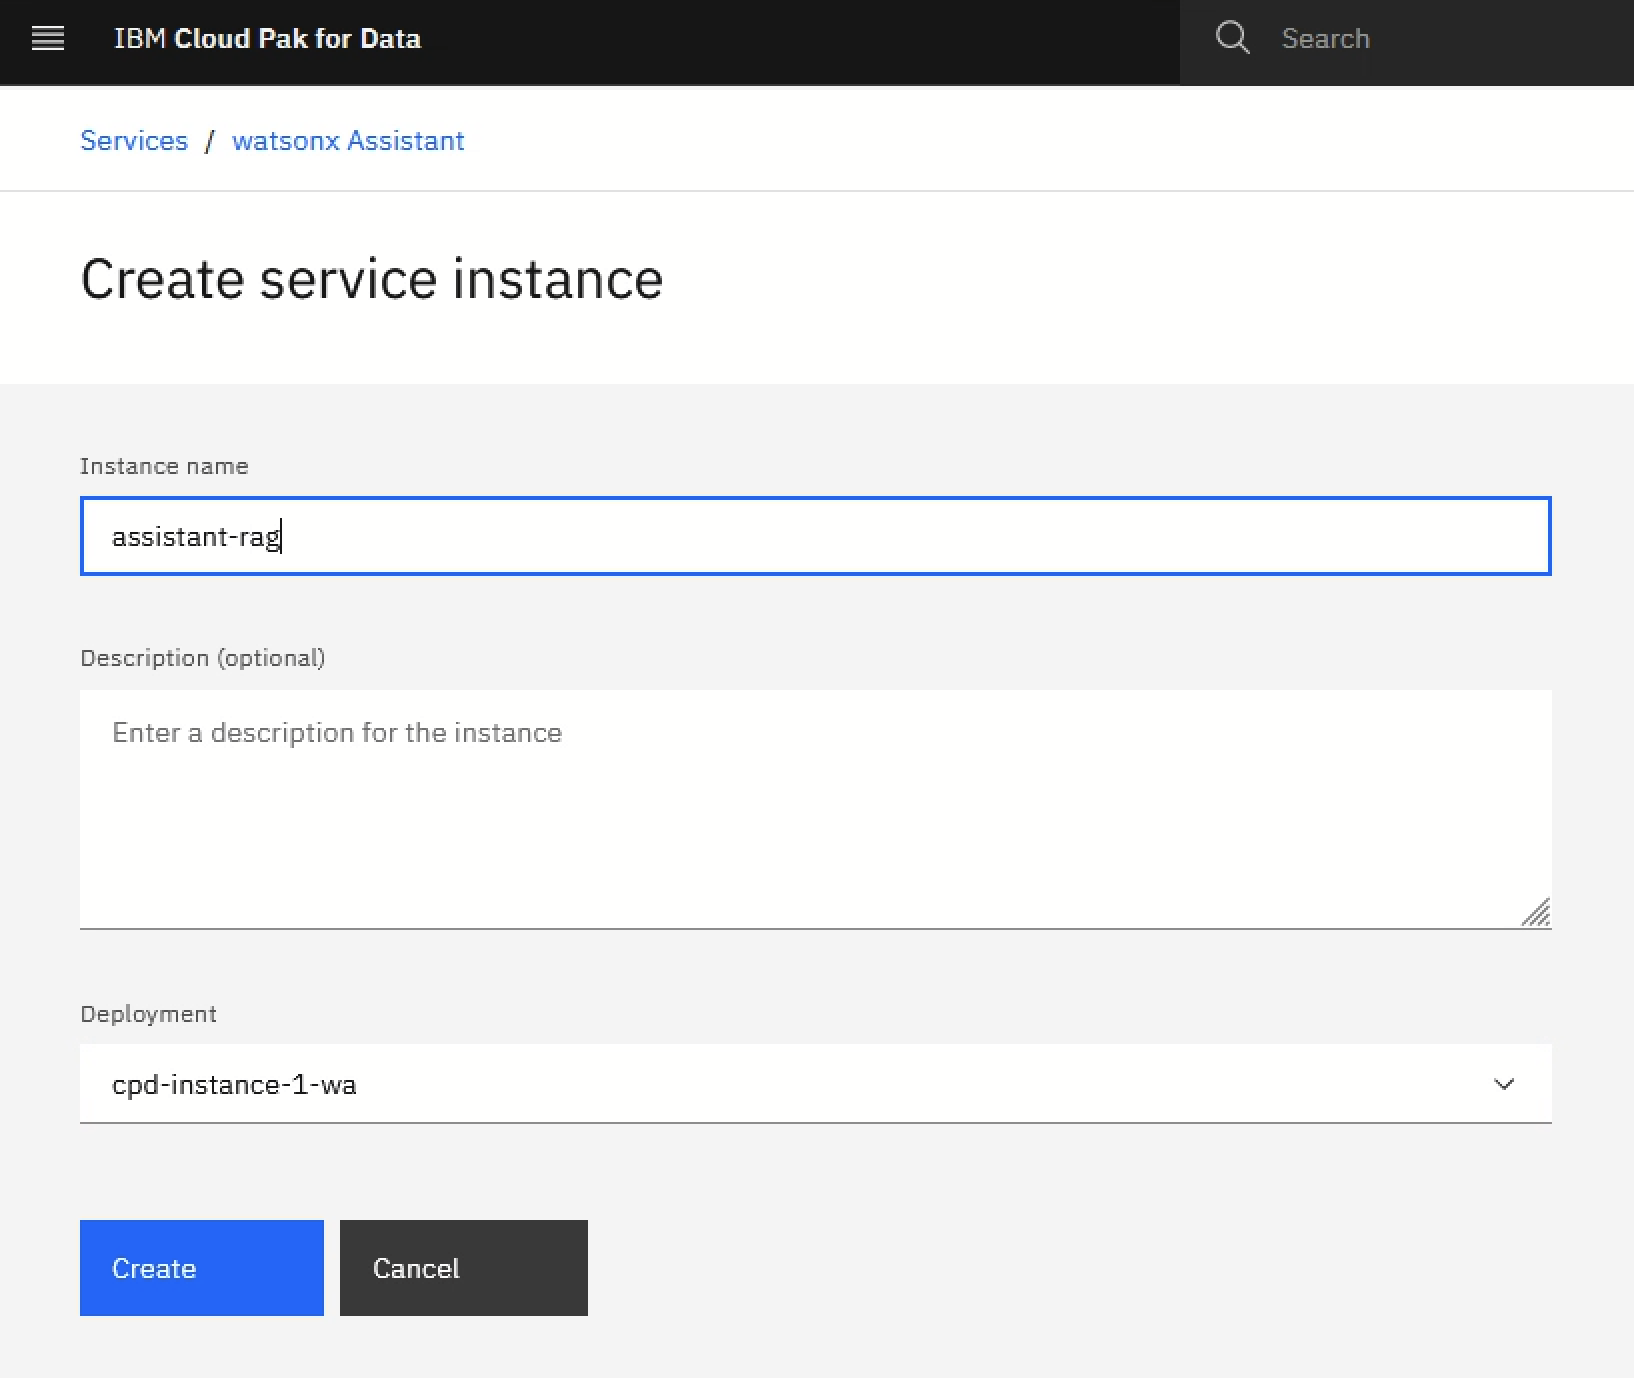 IBM Cloud Pak for Data
Search
Services / watsonx Assistant
Create service instance
Instance name
assistant-rag
Description (optional)
Enter a description for the instance
Deployment
cpd-instance-1-wa
Create
Cancel